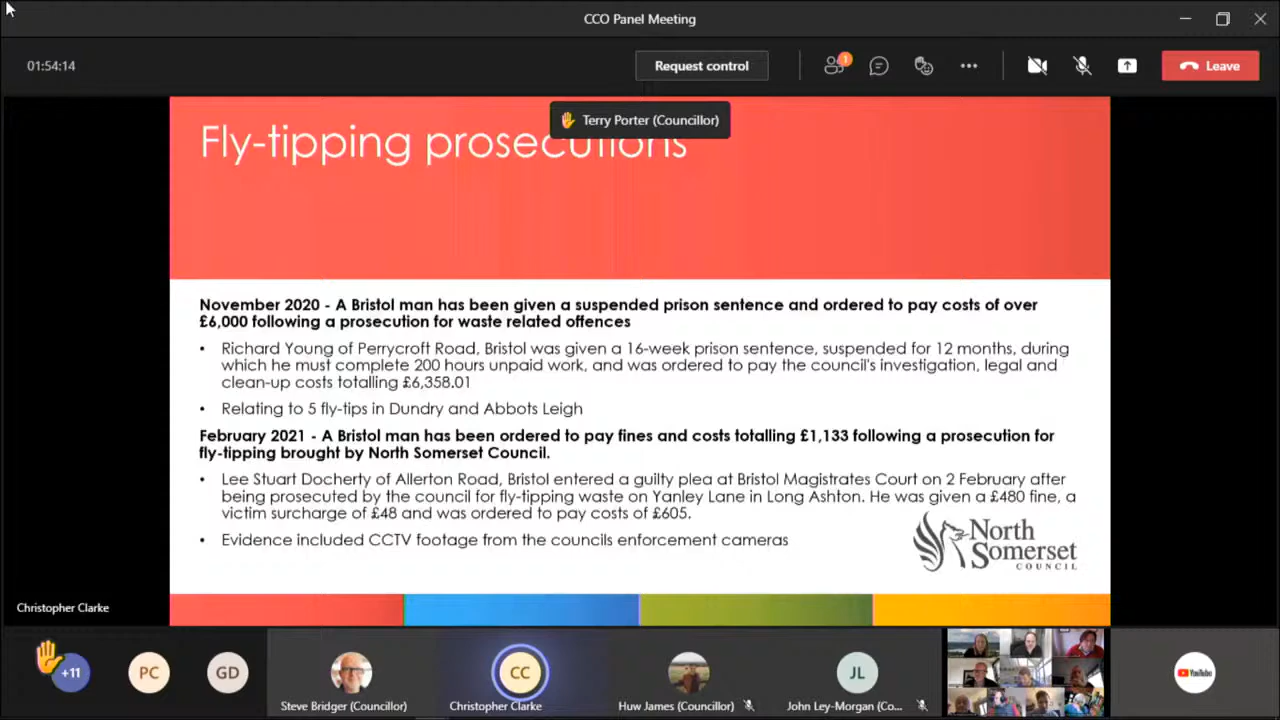 CCO Panel Meeting
01:54:14
Request control
1
Leave
Terry Porter (Councillor)
Fly-tipping prosecutions
November 2020 - A Bristol man has been given a suspended prison sentence and ordered to pay costs of over
£6,000 following a prosecution for waste related offences
• Richard Young of Perrycroft Road, Bristol was given a 16-week prison sentence, suspended for 12 months, during
which he must complete 200 hours unpaid work, and was ordered to pay the council's investigation, legal and
clean-up costs totalling £6,358.01
• Relating to 5 fly-tips in Dundry and Abbots Leigh
February 2021 - A Bristol man has been ordered to pay fines and costs totalling £1,133 following a prosecution for
fly-tipping brought by North Somerset Council.
• Lee Stuart Docherty of Allerton Road, Bristol entered a guilty plea at Bristol Magistrates Court on 2 February after
being prosecuted by the council for fly-tipping waste on Yanley Lane in Long Ashton. He was given a £480 fine, a
victim surcharge of £48 and was ordered to pay costs of £605.
• Evidence included CCTV footage from the councils enforcement cameras
North
Somerset
COUNCIL
Christopher Clarke
+11
PC
GD
CC
JL
YouTube
Steve Bridger (Councillor)
Christopher Clarke
Huw James (Councillor)
John Ley-Morgan (Co...